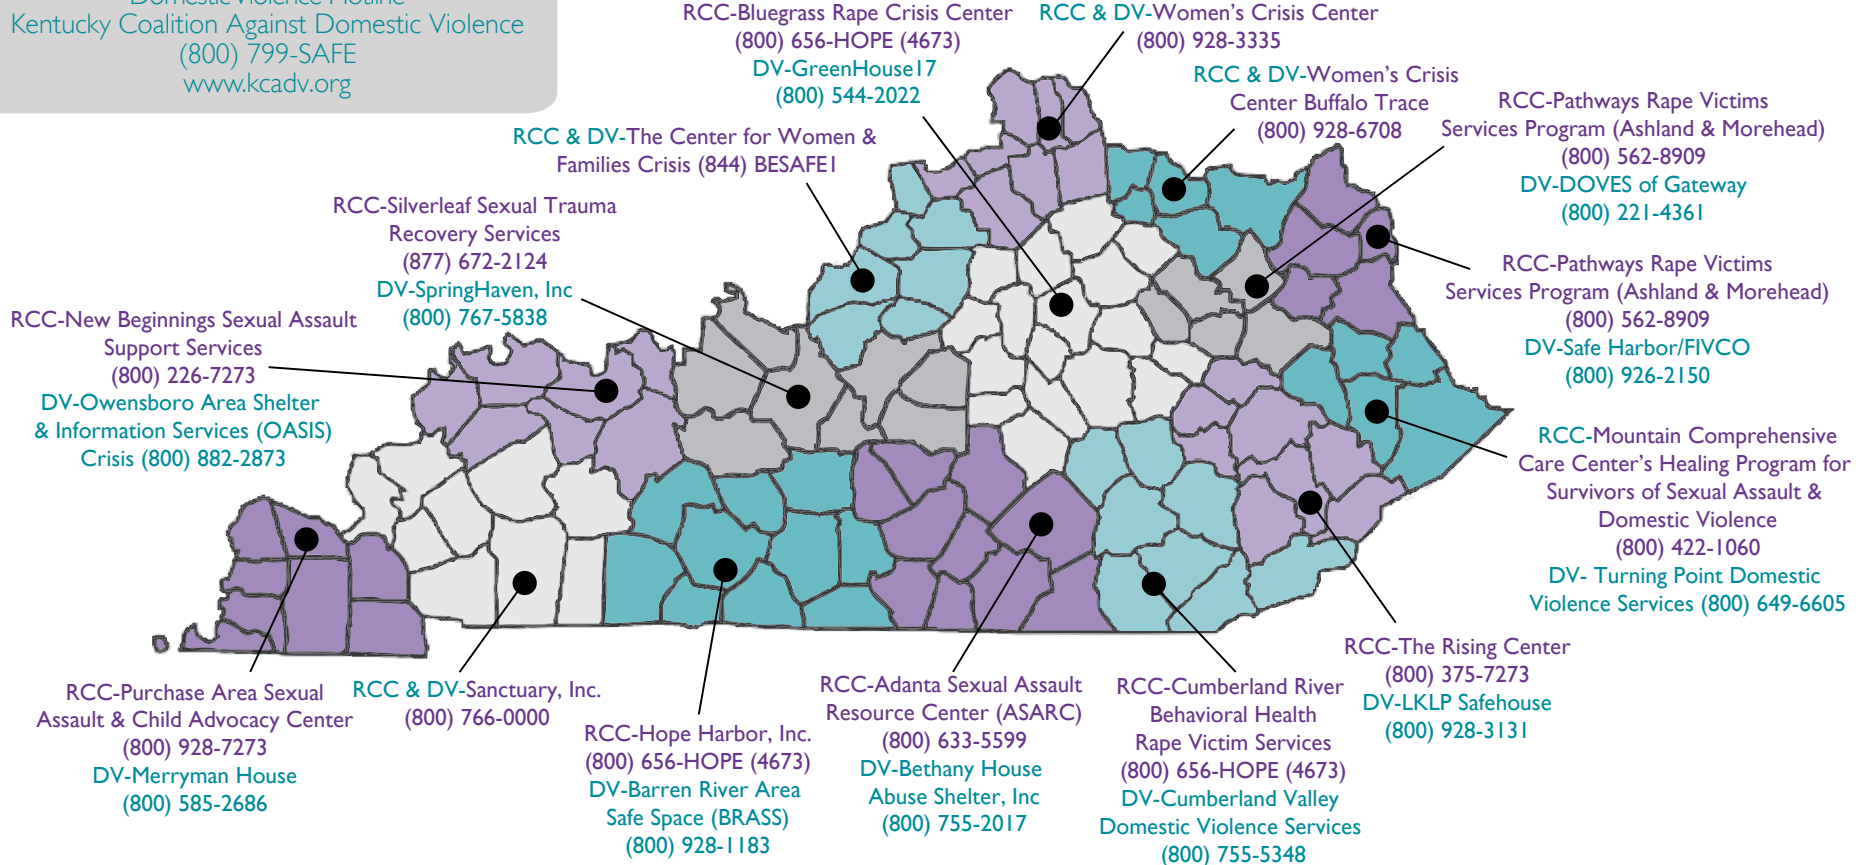 Domestic Violence Hotline
Kentucky Coalition Against Domestic Violence
(800) 799-SAFE
www.kcadv.org
RCC-Bluegrass Rape Crisis Center
(800) 656-HOPE (4673)
DV-GreenHouse17
(800) 544-2022
RCC & DV-Women's Crisis Center
(800) 928-3335
RCC & DV-Women's Crisis
Center Buffalo Trace
(800) 928-6708
RCC-Pathways Rape Victims
Services Program (Ashland & Morehead)
(800) 562-8909
DV-DOVES of Gateway
(800) 221-4361
RCC & DV-The Center for Women &
Families Crisis (844) BESAFE1
RCC-Silverleaf Sexual Trauma
Recovery Services
(877) 672-2124
DV-SpringHaven, Inc
(800) 767-5838
RCC-Pathways Rape Victims
Services Program (Ashland & Morehead)
(800) 562-8909
DV-Safe Harbor/FIVCO
(800) 926-2150
RCC-New Beginnings Sexual Assault
Support Services
(800) 226-7273
DV-Owensboro Area Shelter
& Information Services (OASIS)
Crisis (800) 882-2873
RCC-Mountain Comprehensive
Care Center's Healing Program for
Survivors of Sexual Assault &
Domestic Violence
(800) 422-1060
DV- Turning Point Domestic
Violence Services (800) 649-6605
RCC-Purchase Area Sexual
Assault & Child Advocacy Center
(800) 928-7273
DV-Merryman House
(800) 585-2686
RCC & DV-Sanctuary, Inc.
(800) 766-0000
RCC-Hope Harbor, Inc.
(800) 656-HOPE (4673)
DV-Barren River Area
Safe Space (BRASS)
(800) 928-1183
RCC-Adanta Sexual Assault
Resource Center (ASARC)
(800) 633-5599
DV-Bethany House
Abuse Shelter, Inc
(800) 755-2017
RCC-Cumberland River
Behavioral Health
Rape Victim Services
(800) 656-HOPE (4673)
DV-Cumberland Valley
Domestic Violence Services
(800) 755-5348
RCC-The Rising Center
(800) 375-7273
DV-LKLP Safehouse
(800) 928-3131